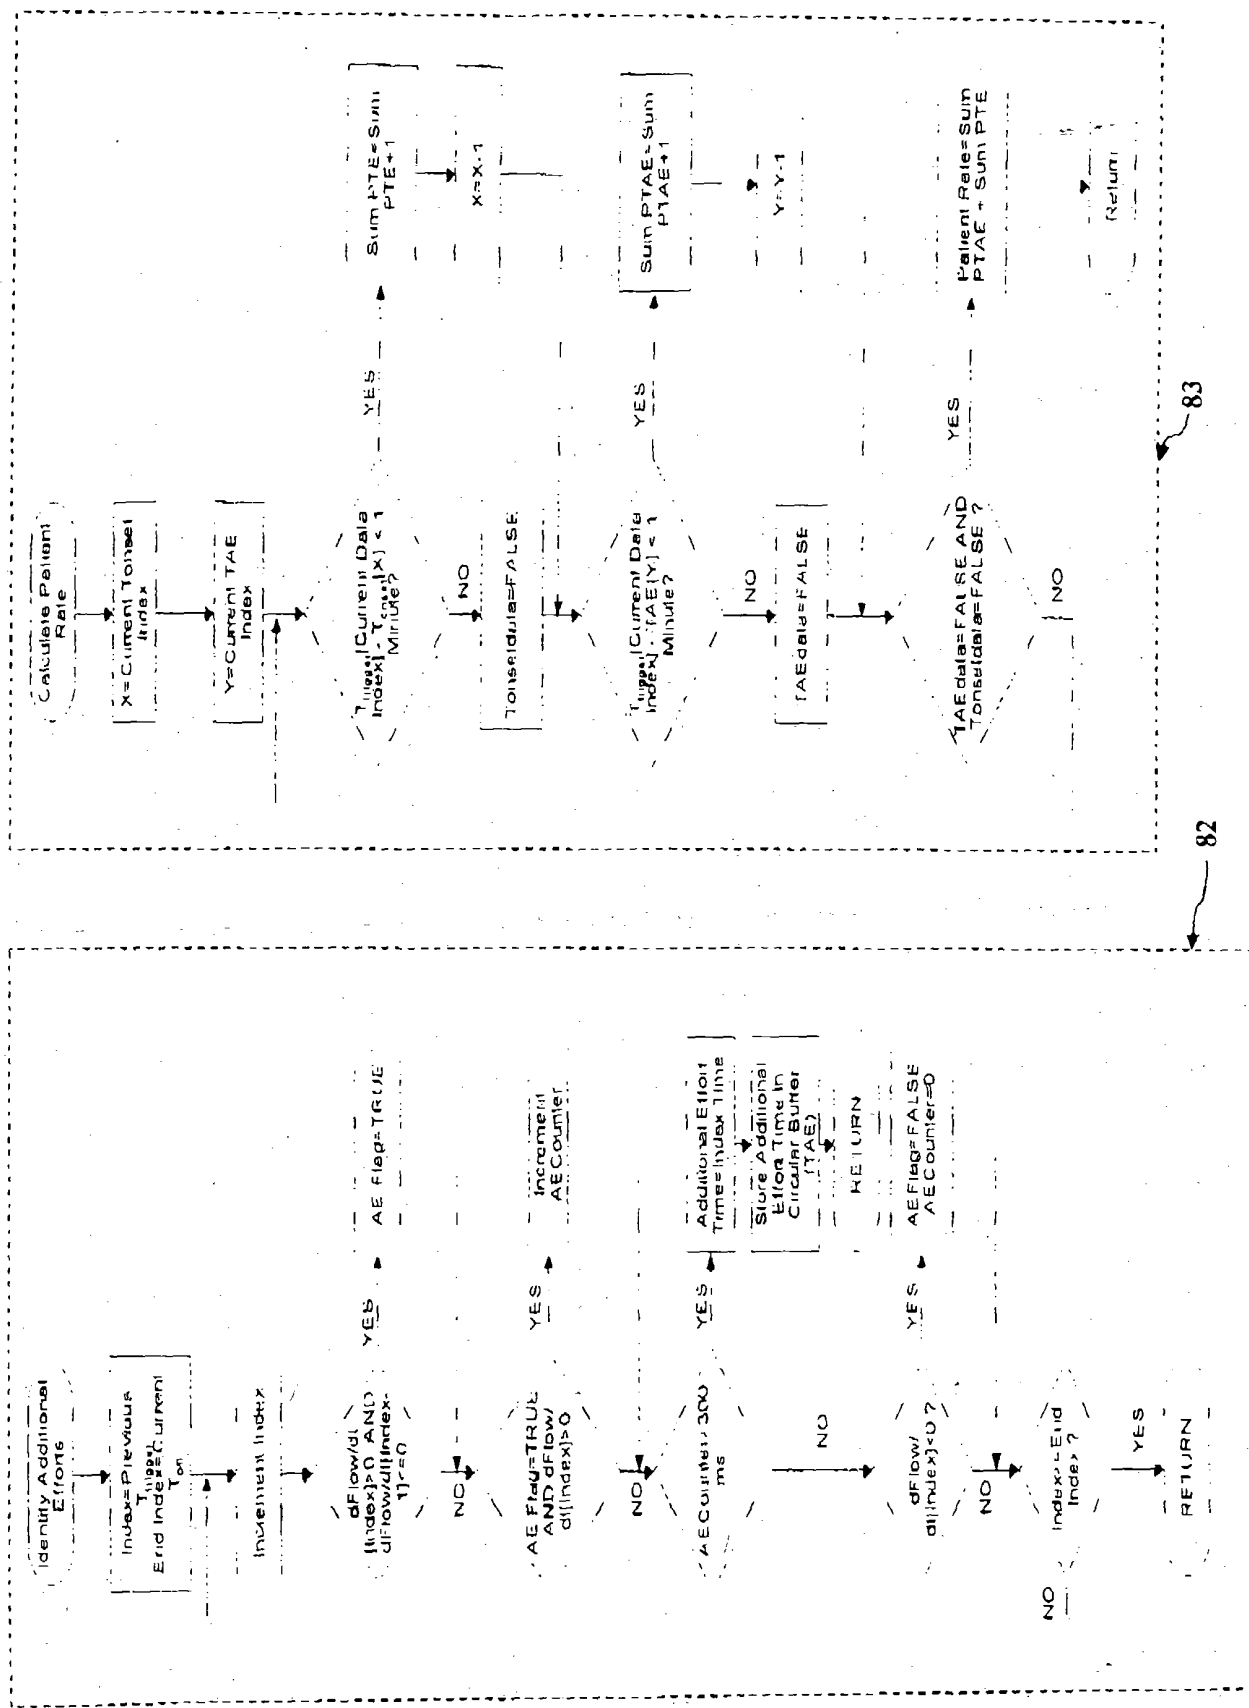 Identify Additional
Efforts
Index=Previous
Ttrigger
End Index=Current
Ton
Increment Index
dFlow/dt
[Index]>0 AND
dFlow/dt[Index-
1]<=0
YES
AE Flag=TRUE
NO
AE Flag=TRUE
AND dFlow/
dt[Index]>0
YES
Increment
AECounter
NO
AECounter>300
ms
YES
Additional Effort
Time=Index Time
Store Additional
Effort Time In
Circular Buffer
(TAE)
RETURN
NO
dFlow/
dt[Index]<0 ?
YES
AEFlag=FALSE
AECounter=0
NO
Index>=End
Index ?
NO
YES
RETURN
82
Calculate Patient
Rate
X=Current Tonset
Index
Y=Current TAE
Index
Ttrigger[Current Data
Index] - Tonset[X] < 1
Minute?
YES
Sum PTE=Sum
PTE+1
X=X-1
NO
Tonsetdata=FALSE
Ttrigger[Current Data
Index] - TAE[Y] < 1
Minute?
YES
Sum PTAE=Sum
PTAE+1
Y=Y-1
NO
TAEdata=FALSE
TAEdata=FALSE AND
Tonsetdata=FALSE ?
YES
Patient Rate=Sum
PTAE + Sum PTE
Return
NO
83